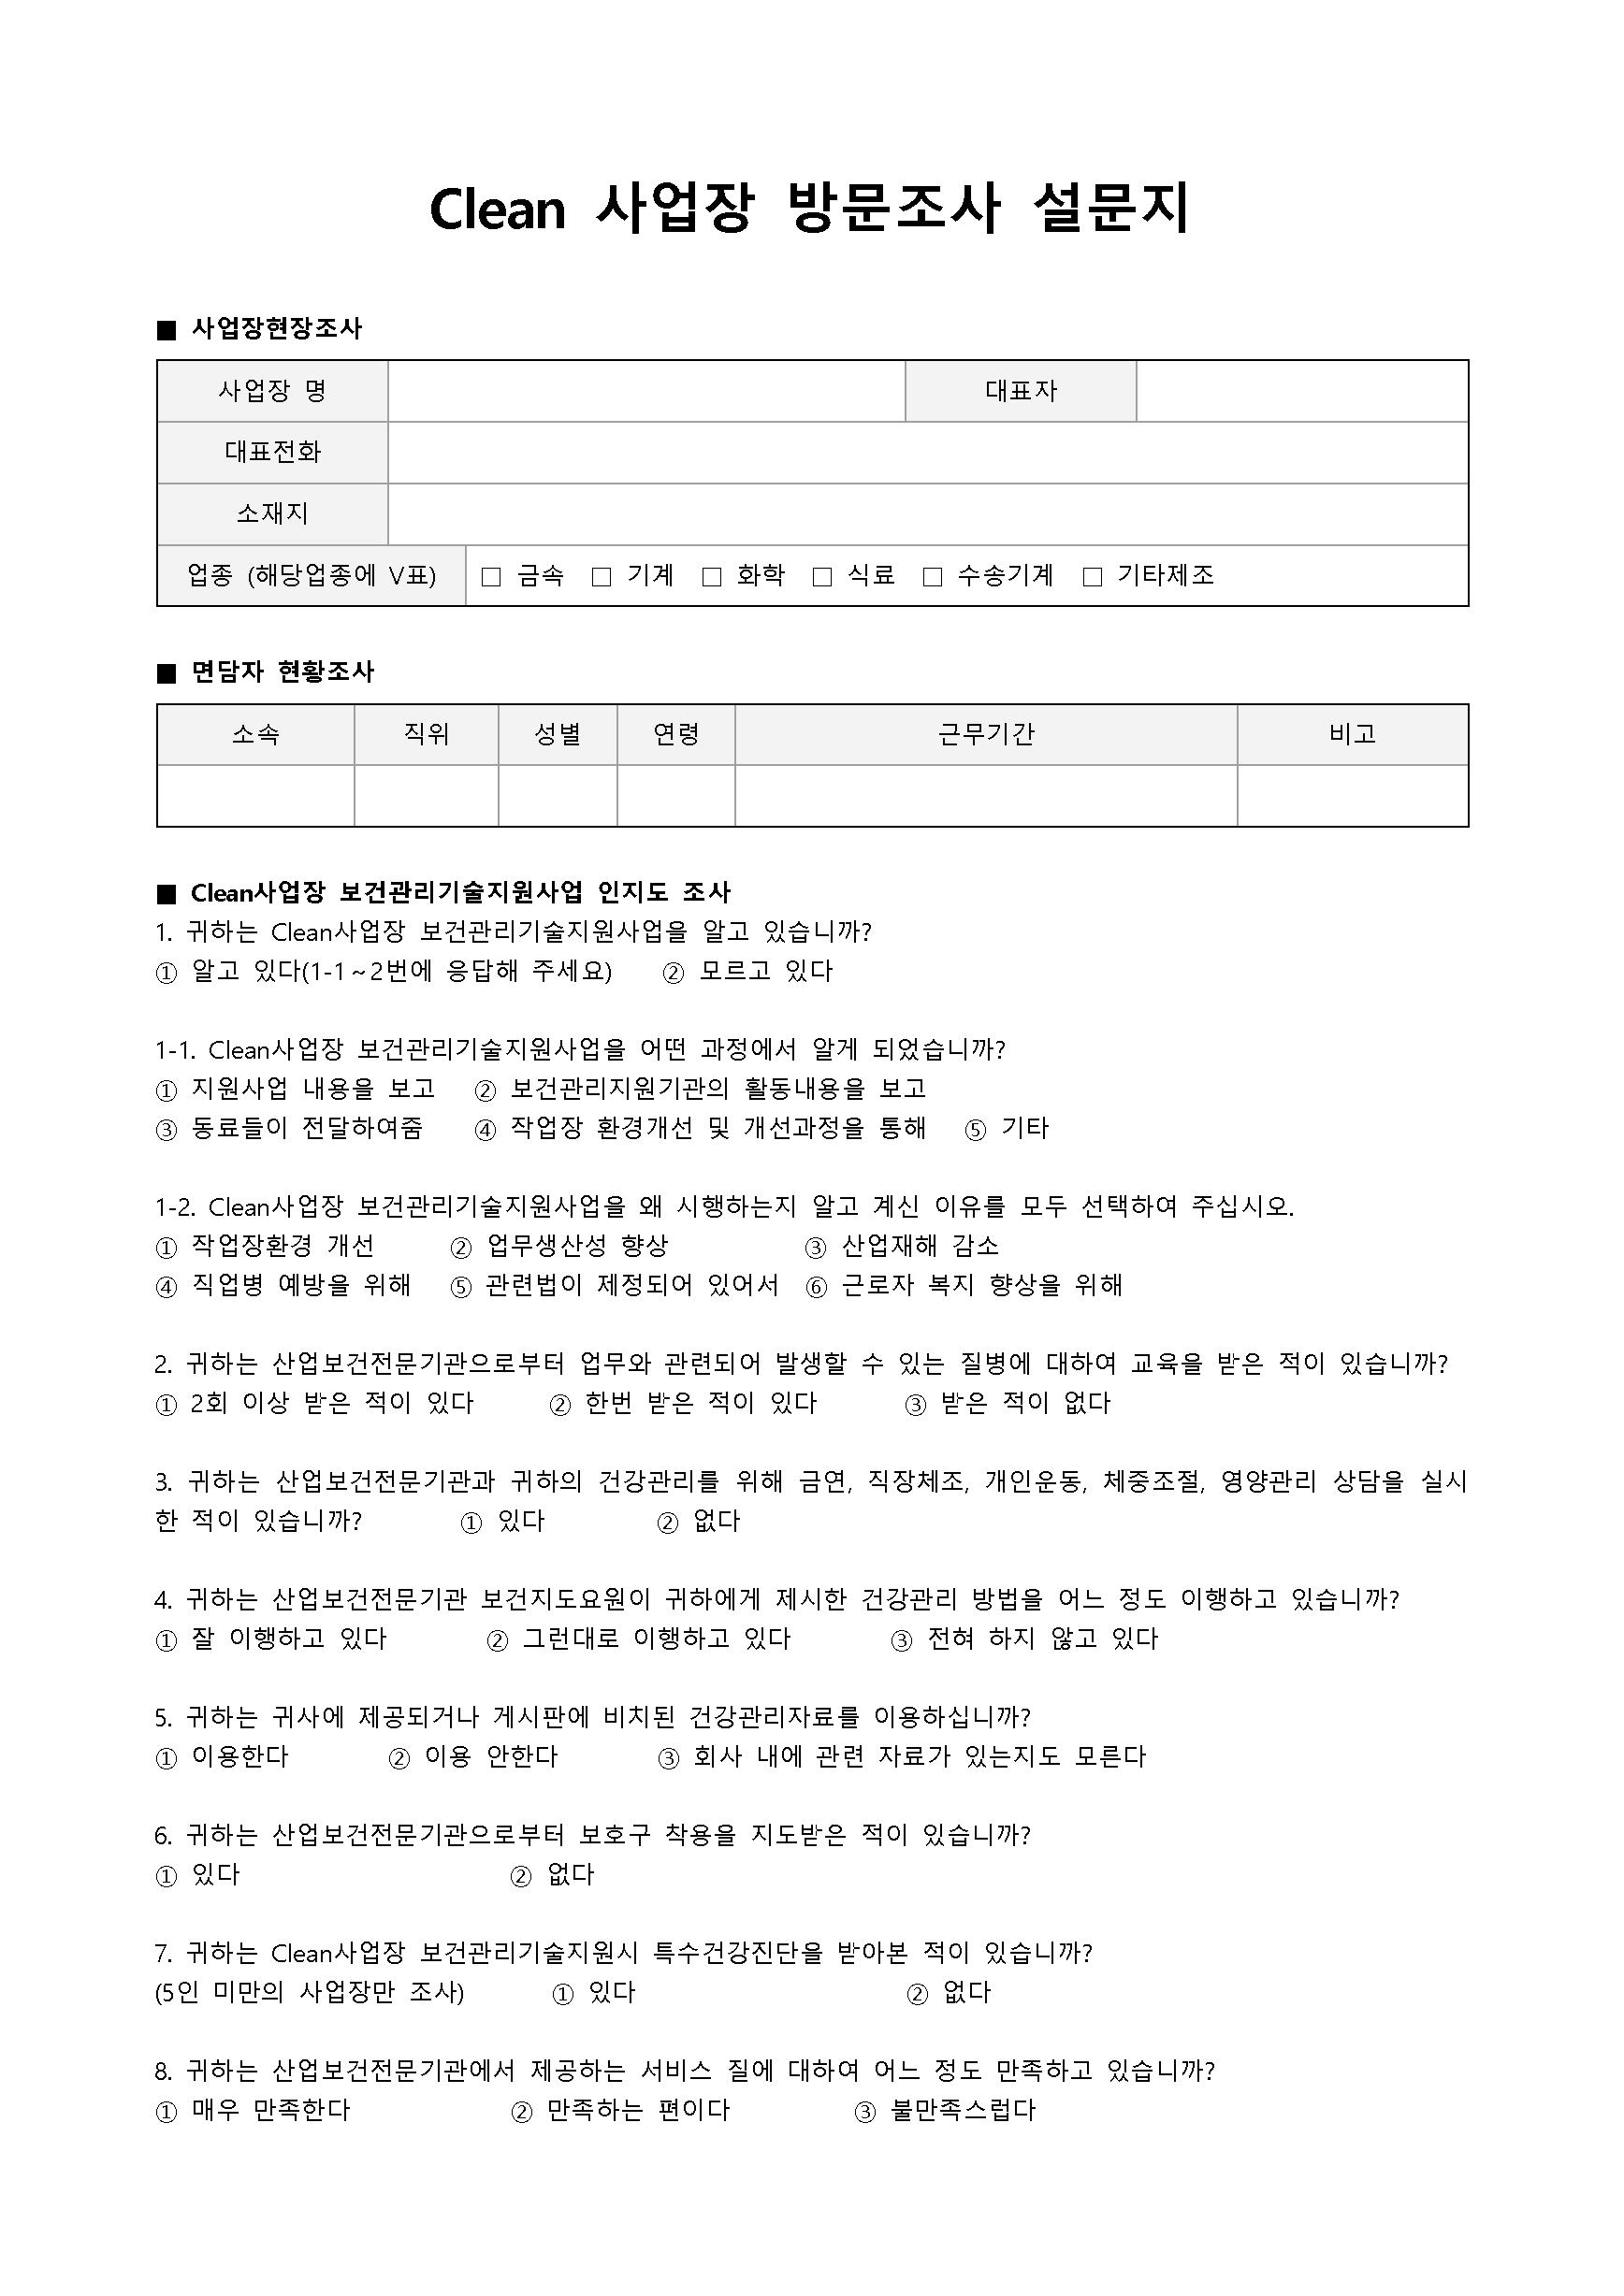 Clean 사업장 방문조사 설문지
■ 사업장현장조사
사업장 명 대표자
대표전화
소재지
업종 (해당업종에 V표) □ 금속 □ 기계 □ 화학 □ 식료 □ 수송기계 □ 기타제조
■ 면담자 현황조사
소속 직위 성별 연령 근무기간 비고
■ Clean사업장 보건관리기술지원사업 인지도 조사
1. 귀하는 Clean사업장 보건관리기술지원사업을 알고 있습니까?
① 알고 있다(1-1~2번에 응답해 주세요) ② 모르고 있다
1-1. Clean사업장 보건관리기술지원사업을 어떤 과정에서 알게 되었습니까?
① 지원사업 내용을 보고 ② 보건관리지원기관의 활동내용을 보고
③ 동료들이 전달하여줌 ④ 작업장 환경개선 및 개선과정을 통해 ⑤ 기타
1-2. Clean사업장 보건관리기술지원사업을 왜 시행하는지 알고 계신 이유를 모두 선택하여 주십시오.
① 작업장환경 개선 ② 업무생산성 향상 ③ 산업재해 감소
④ 직업병 예방을 위해 ⑤ 관련법이 제정되어 있어서 ⑥ 근로자 복지 향상을 위해
2. 귀하는 산업보건전문기관으로부터 업무와 관련되어 발생할 수 있는 질병에 대하여 교육을 받은 적이 있습니까?
① 2회 이상 받은 적이 있다 ② 한번 받은 적이 있다 ③ 받은 적이 없다
3. 귀하는 산업보건전문기관과 귀하의 건강관리를 위해 금연, 직장체조, 개인운동, 체중조절, 영양관리 상담을 실시
한 적이 있습니까? ① 있다 ② 없다
4. 귀하는 산업보건전문기관 보건지도요원이 귀하에게 제시한 건강관리 방법을 어느 정도 이행하고 있습니까?
① 잘 이행하고 있다 ② 그런대로 이행하고 있다 ③ 전혀 하지 않고 있다
5. 귀하는 귀사에 제공되거나 게시판에 비치된 건강관리자료를 이용하십니까?
① 이용한다 ② 이용 안한다 ③ 회사 내에 관련 자료가 있는지도 모른다
6. 귀하는 산업보건전문기관으로부터 보호구 착용을 지도받은 적이 있습니까?
① 있다 ② 없다
7. 귀하는 Clean사업장 보건관리기술지원시 특수건강진단을 받아본 적이 있습니까?
(5인 미만의 사업장만 조사) ① 있다 ② 없다
8. 귀하는 산업보건전문기관에서 제공하는 서비스 질에 대하여 어느 정도 만족하고 있습니까?
① 매우 만족한다 ② 만족하는 편이다 ③ 불만족스럽다